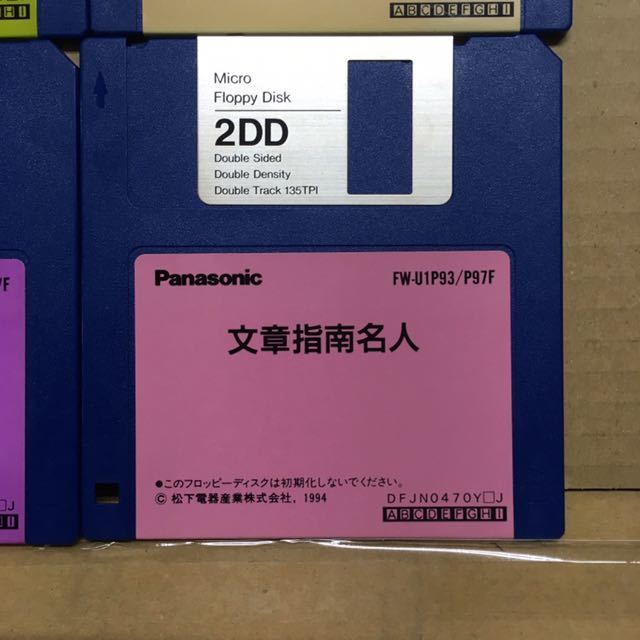 ABCDEFGHI
Micro
Floppy Disk
2DD
Double Sided
Double Density
Double Track 135TPI
Panasonic FW-U1P93/P97F
文章指南名人
●このフロッピーディスクは初期化しないでください。
© 松下電器産業株式会社, 1994 DFJN0470Y□J
ABCDEFGHI